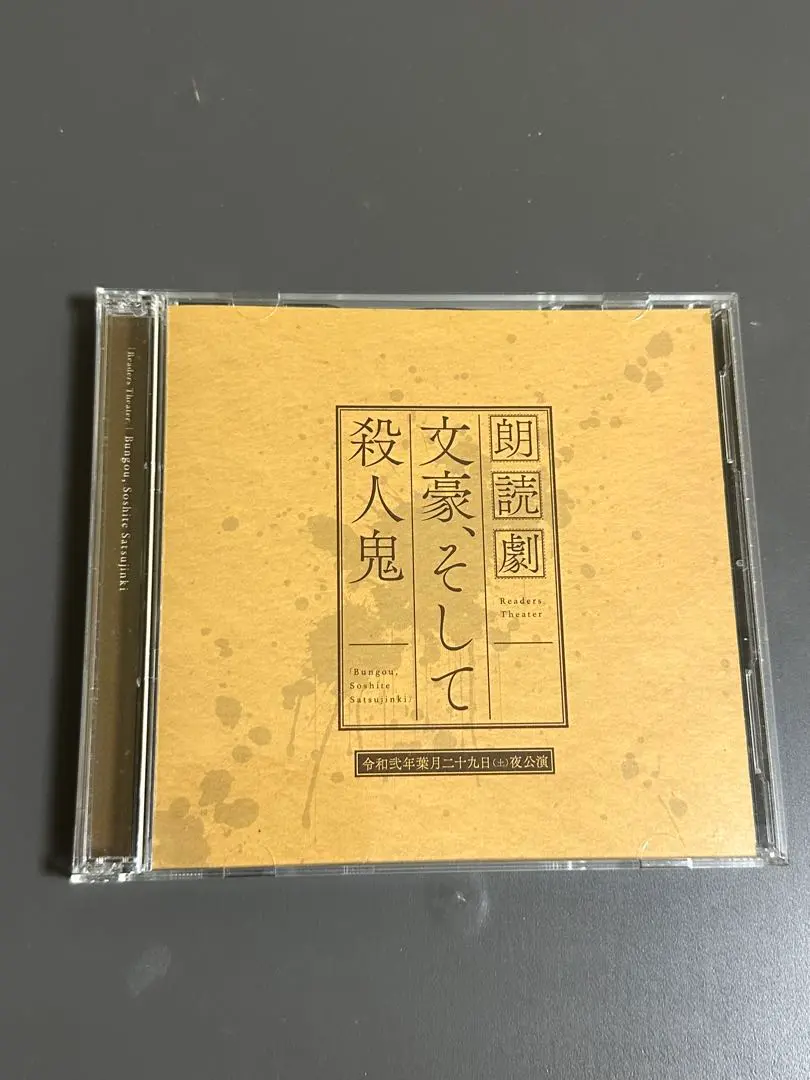 朗読劇
Readers
Theater
文豪、そして
殺人鬼
「Bungou,
Soshite
Satsujinki」
令和弐年葉月二十九日(土)夜公演
「Readers Theater」 Bungou, Soshite Satsujinki